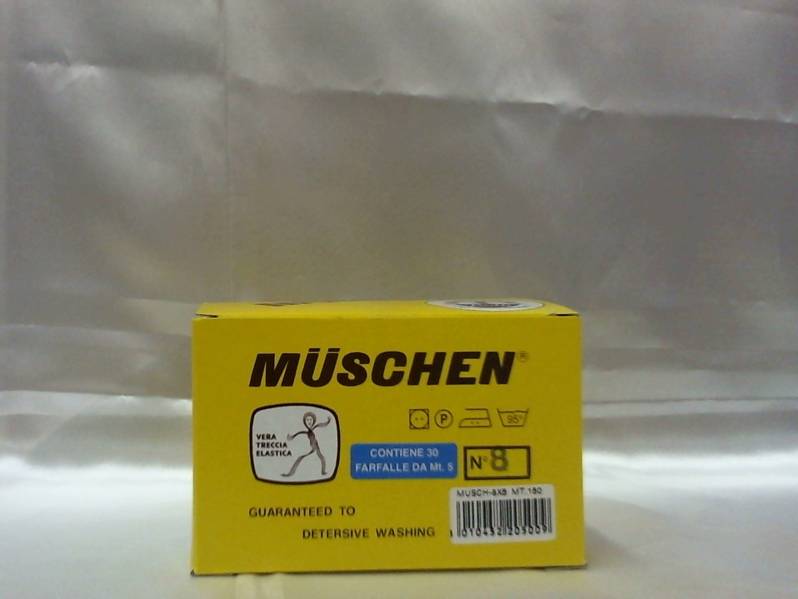 MÜSCHEN®
P
95°
VERA
TRECCIA
ELASTICA
CONTIENE 30
FARFALLE DA Mt. 5
N° 8
MUSCH-8X5 MT.150
GUARANTEED TO
DETERSIVE WASHING